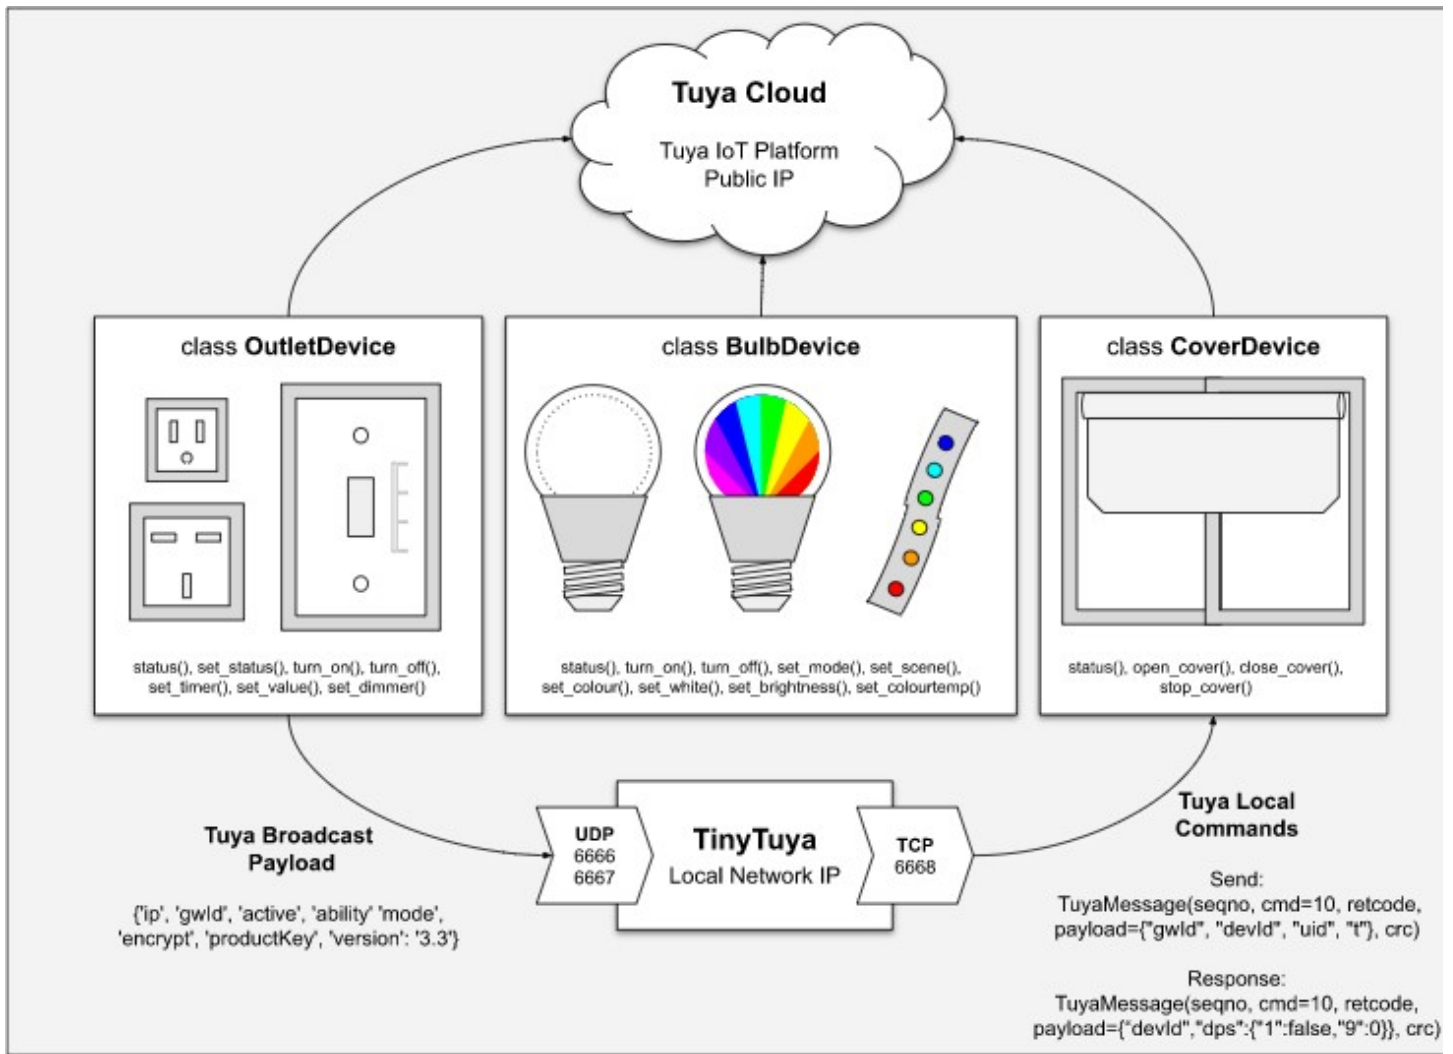 Tuya Cloud
Tuya IoT Platform
Public IP
class OutletDevice
status(), set_status(), turn_on(), turn_off(),
set_timer(), set_value(), set_dimmer()
class BulbDevice
status(), turn_on(), turn_off(), set_mode(), set_scene(),
set_colour(), set_white(), set_brightness(), set_colourtemp()
class CoverDevice
status(), open_cover(), close_cover(),
stop_cover()
Tuya Broadcast
Payload
{'ip', 'gwId', 'active', 'ability' 'mode',
'encrypt', 'productKey', 'version': '3.3'}
UDP
6666
6667
TinyTuya
Local Network IP
TCP
6668
Tuya Local
Commands
Send:
TuyaMessage(seqno, cmd=10, retcode,
payload={"gwId", "devId", "uid", "t"}, crc)
Response:
TuyaMessage(seqno, cmd=10, retcode,
payload={"devId","dps":{"1":false,"9":0}}, crc)